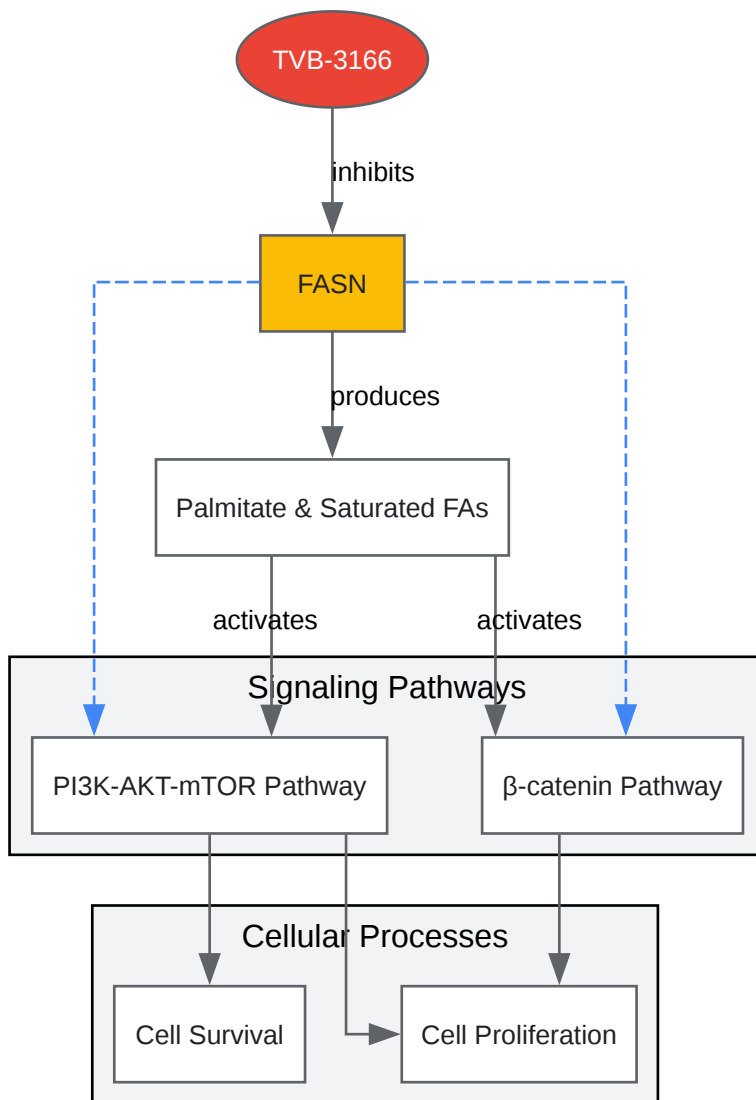 TVB-3166
inhibits
FASN
produces
Palmitate & Saturated FAs
activates
activates
Signaling Pathways
PI3K-AKT-mTOR Pathway
β-catenin Pathway
Cellular Processes
Cell Survival
Cell Proliferation